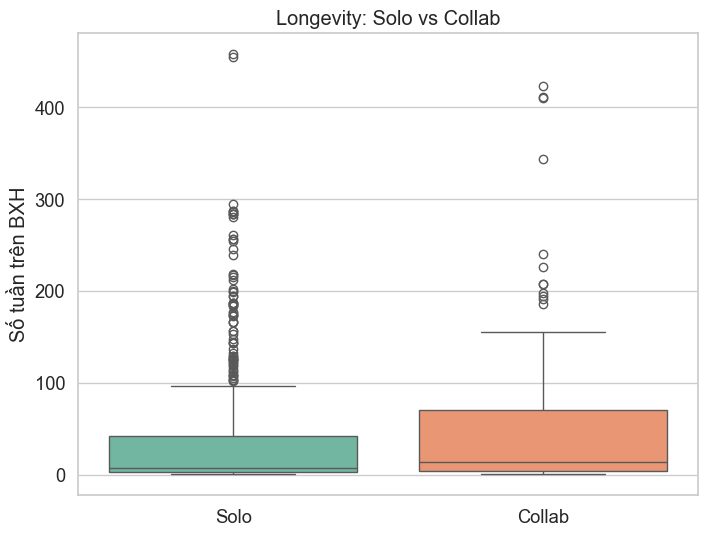 Longevity: Solo vs Collab
Số tuần trên BXH
400
300
200
100
0
Solo
Collab